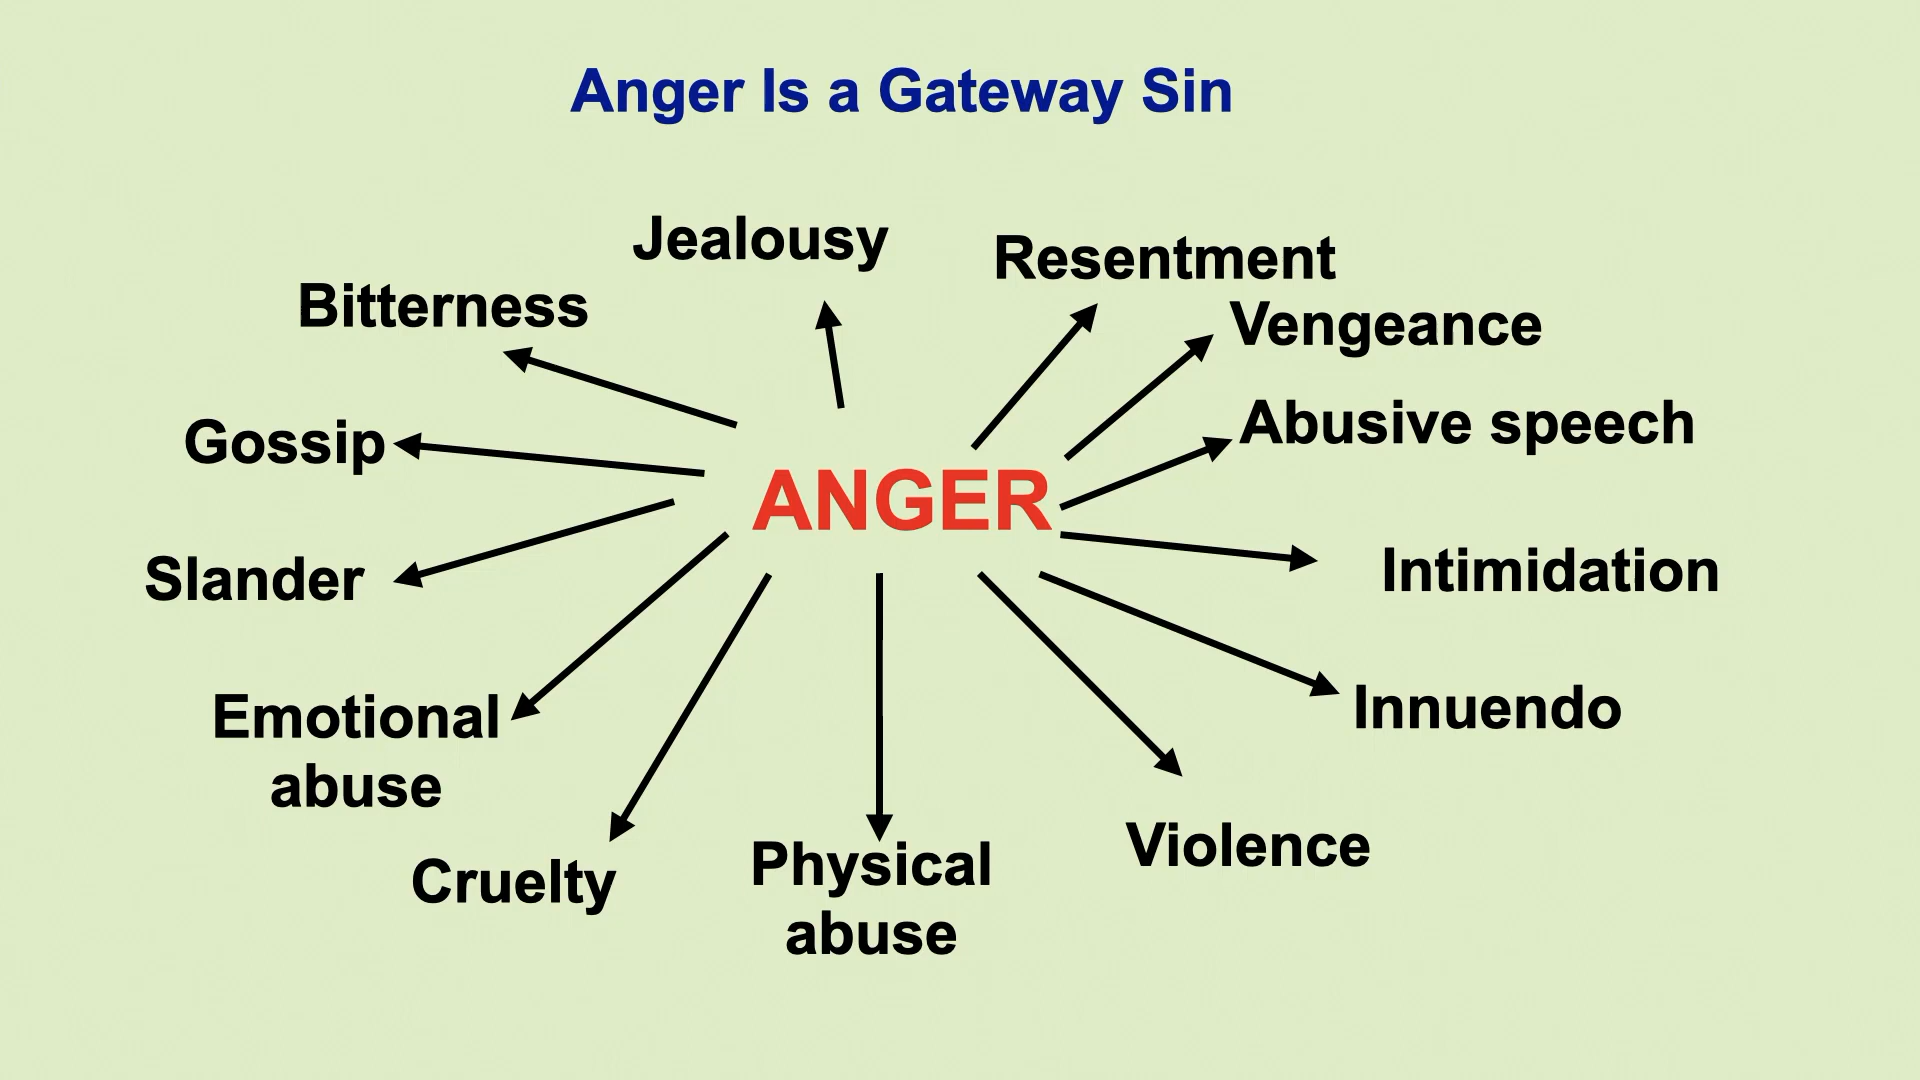 Anger Is a Gateway Sin
Jealousy
Resentment
Bitterness
Vengeance
Abusive speech
Gossip
ANGER
Intimidation
Slander
Emotional
abuse
Innuendo
Violence
Cruelty
Physical
abuse